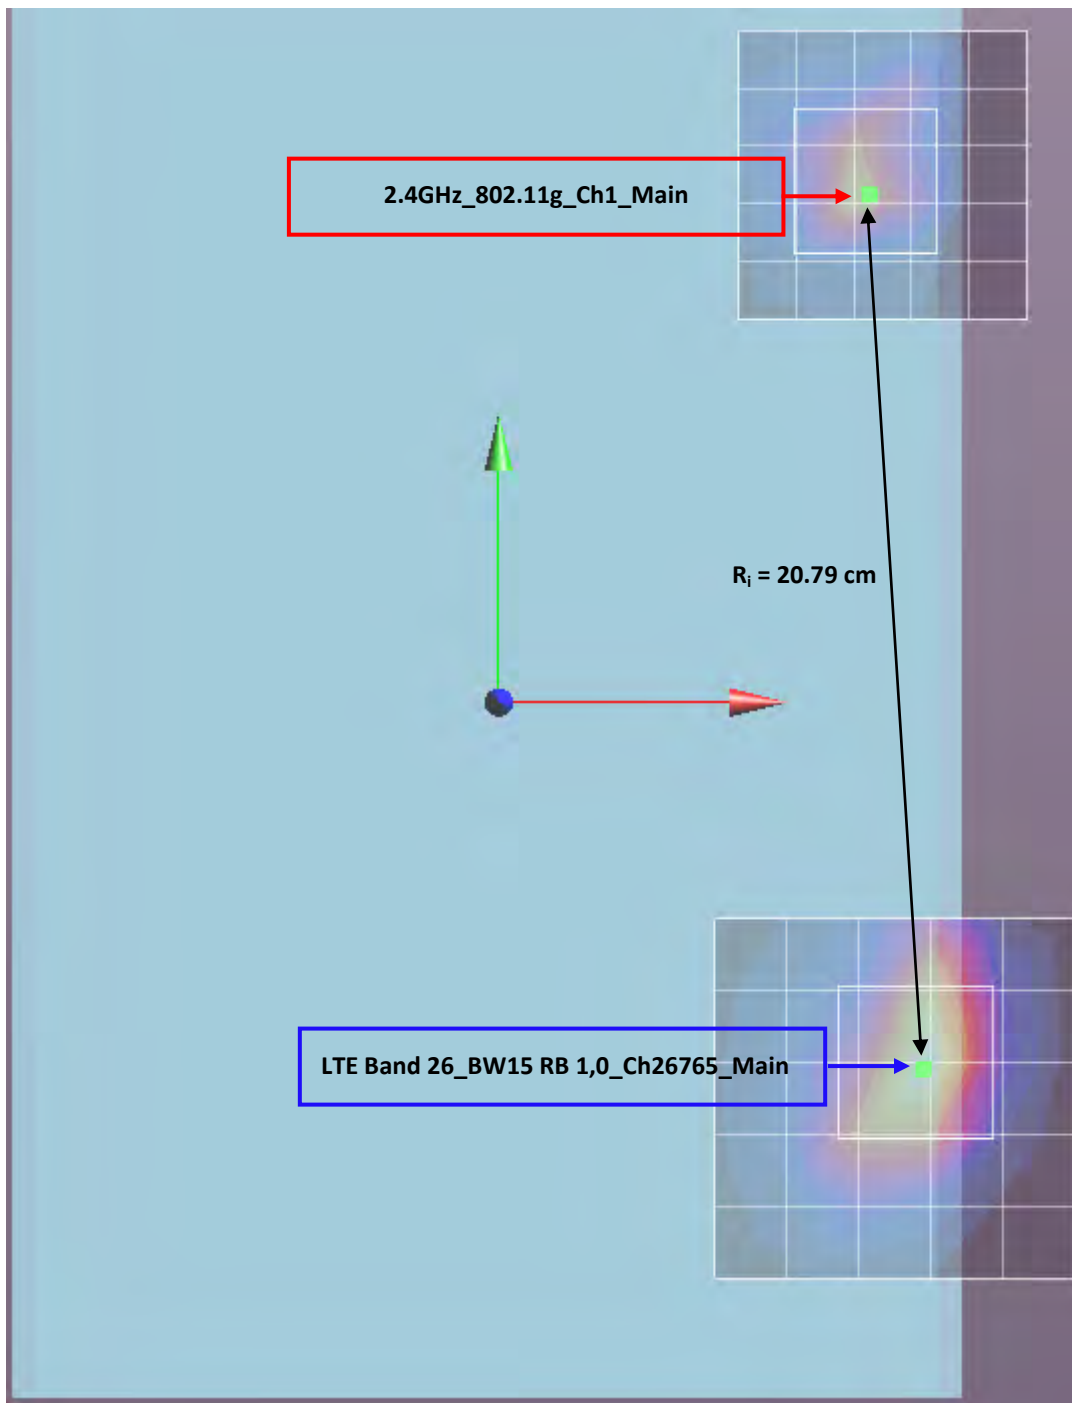 2.4GHz_802.11g_Ch1_Main
Rᵢ = 20.79 cm
LTE Band 26_BW15 RB 1,0_Ch26765_Main